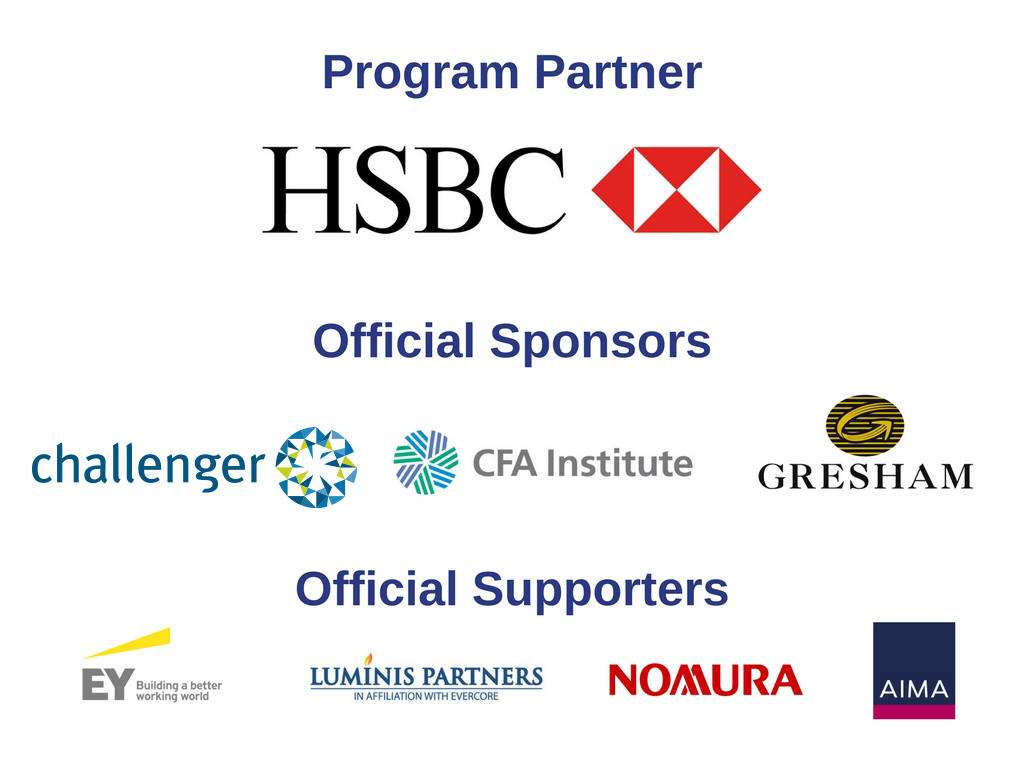 Program Partner
HSBC
Official Sponsors
challenger
CFA Institute
GRESHAM
Official Supporters
EY Building a better
working world
LUMINIS PARTNERS
IN AFFILIATION WITH EVERCORE
NOMURA
AIMA